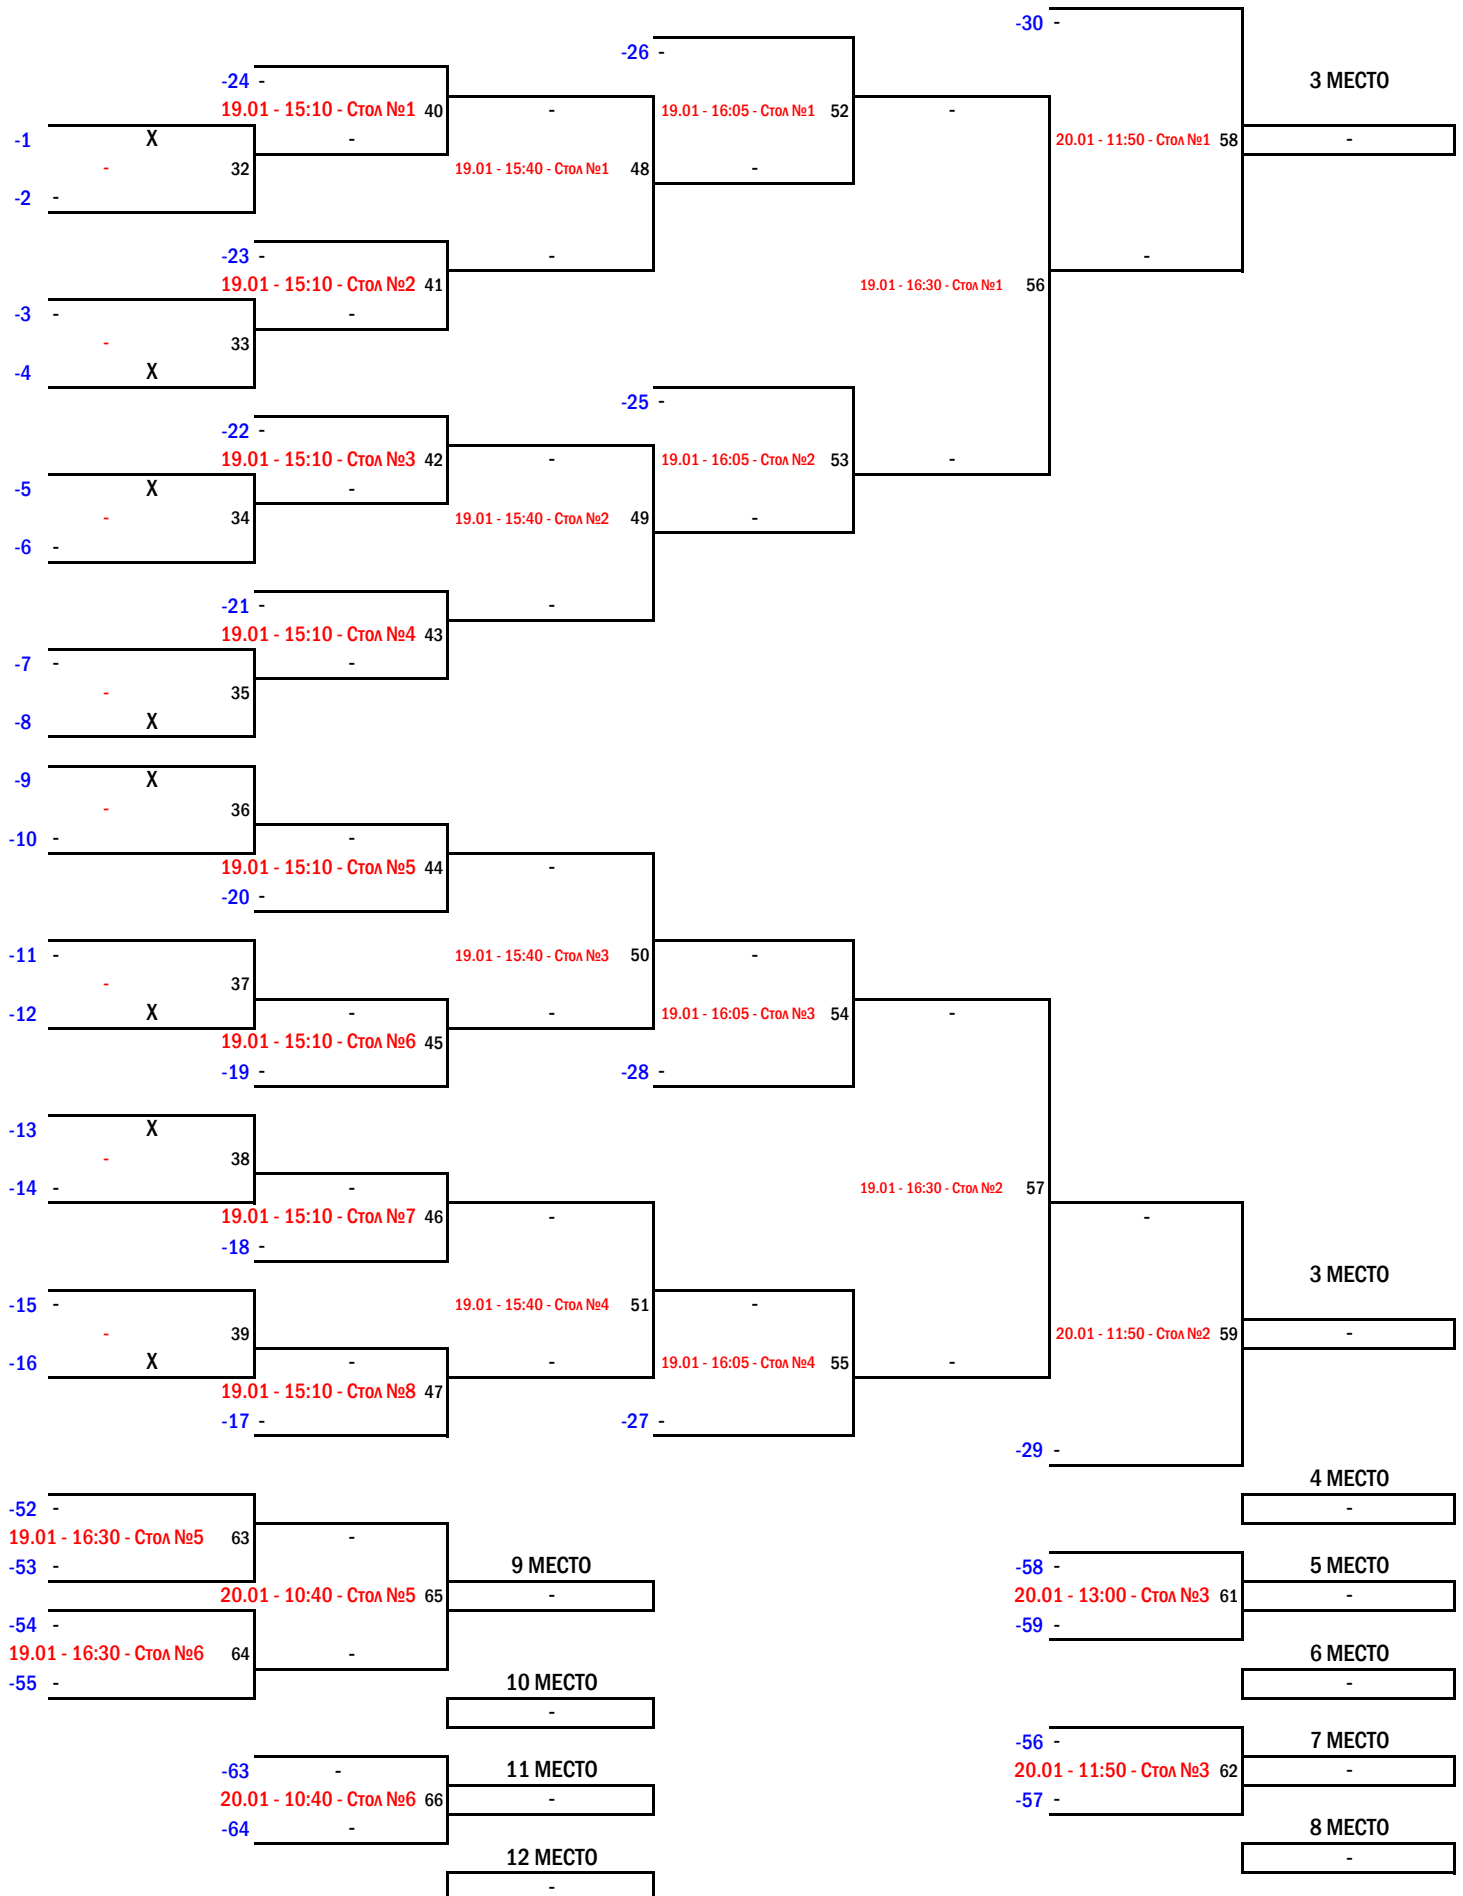 -30 -
-26 -
-24 -
3 МЕСТО
19.01 - 15:10 - Стол №1 40
-
19.01 - 16:05 - Стол №1 52
-
-1 X
-
20.01 - 11:50 - Стол №1 58
-
- 32
19.01 - 15:40 - Стол №1 48
-
-2 -
-23 -
-
-
19.01 - 15:10 - Стол №2 41
19.01 - 16:30 - Стол №1 56
-3 -
-
- 33
-4 X
-25 -
-22 -
19.01 - 15:10 - Стол №3 42
-
19.01 - 16:05 - Стол №2 53
-
-5 X
-
- 34
19.01 - 15:40 - Стол №2 49
-
-6 -
-21 -
-
19.01 - 15:10 - Стол №4 43
-7 -
-
- 35
-8 X
-9 X
- 36
-10 -
-
19.01 - 15:10 - Стол №5 44
-
-20 -
-11 -
19.01 - 15:40 - Стол №3 50
-
- 37
-12 X
-
-
19.01 - 16:05 - Стол №3 54
-
19.01 - 15:10 - Стол №6 45
-19 -
-28 -
-13 X
- 38
-14 -
-
19.01 - 16:30 - Стол №2 57
19.01 - 15:10 - Стол №7 46
-
-
-18 -
3 МЕСТО
-15 -
19.01 - 15:40 - Стол №4 51
-
- 39
20.01 - 11:50 - Стол №2 59
-
-16 X
-
-
19.01 - 16:05 - Стол №4 55
-
19.01 - 15:10 - Стол №8 47
-17 -
-27 -
-29 -
4 МЕСТО
-52 -
-
19.01 - 16:30 - Стол №5 63
-
-53 -
9 МЕСТО
-58 -
5 МЕСТО
20.01 - 10:40 - Стол №5 65
-
20.01 - 13:00 - Стол №3 61
-
-54 -
-59 -
19.01 - 16:30 - Стол №6 64
-
6 МЕСТО
-55 -
10 МЕСТО
-
-
-56 -
7 МЕСТО
-63 -
11 МЕСТО
20.01 - 11:50 - Стол №3 62
-
20.01 - 10:40 - Стол №6 66
-
-57 -
-64 -
8 МЕСТО
12 МЕСТО
-
-